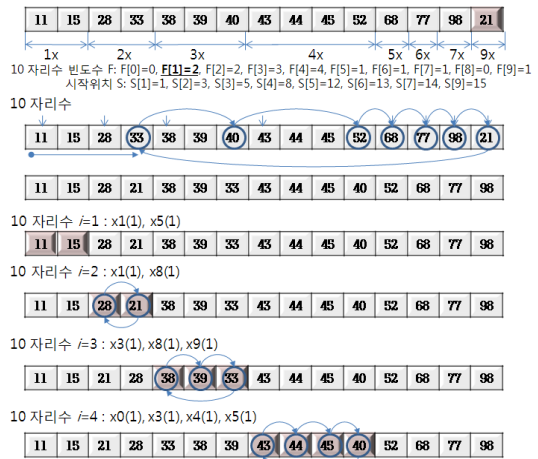 11 15 28 33 38 39 40 43 44 45 52 68 77 98 21
1x 2x 3x 4x 5x 6x 7x 9x
10 자리수 빈도수 F: F[0]=0, F[1]=2, F[2]=2, F[3]=3, F[4]=4, F[5]=1, F[6]=1, F[7]=1, F[8]=0, F[9]=1
시작위치 S: S[1]=1, S[2]=3, S[3]=5, S[4]=8, S[5]=12, S[6]=13, S[7]=14, S[9]=15
10 자리수
11 15 28 33 38 39 40 43 44 45 52 68 77 98 21
11 15 28 21 38 39 33 43 44 45 40 52 68 77 98
10 자리수 i=1 : x1(1), x5(1)
11 15 28 21 38 39 33 43 44 45 40 52 68 77 98
10 자리수 i=2 : x1(1), x8(1)
11 15 28 21 38 39 33 43 44 45 40 52 68 77 98
10 자리수 i=3 : x3(1), x8(1), x9(1)
11 15 21 28 38 39 33 43 44 45 40 52 68 77 98
10 자리수 i=4 : x0(1), x3(1), x4(1), x5(1)
11 15 21 28 33 38 39 43 44 45 40 52 68 77 98